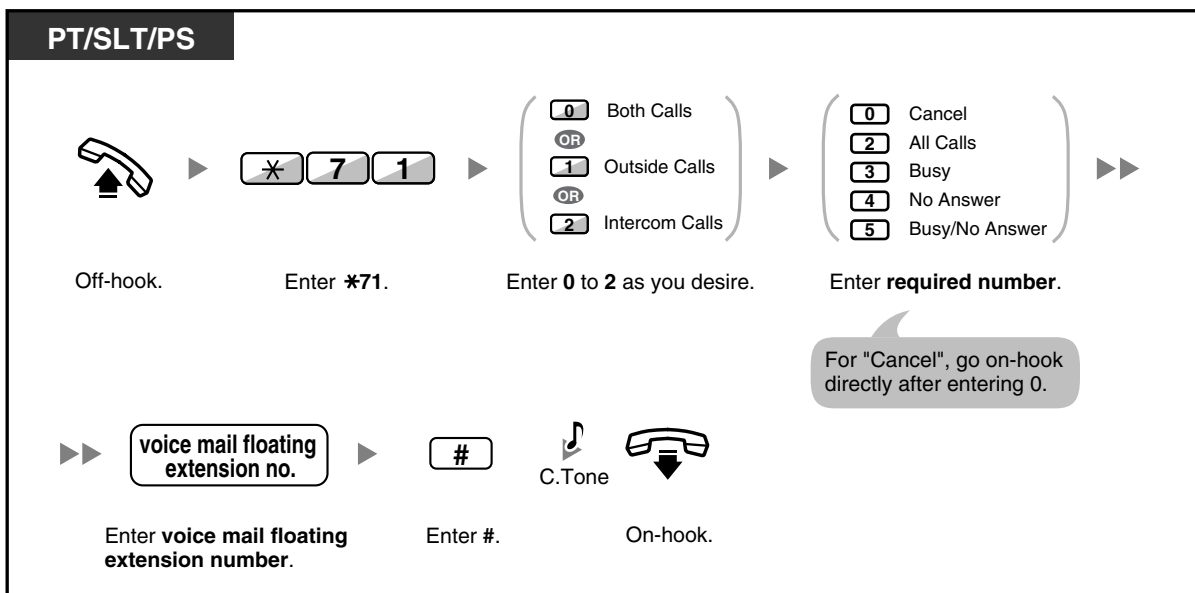 PT/SLT/PS
0 Both Calls
OR
1 Outside Calls
OR
2 Intercom Calls
0 Cancel
2 All Calls
3 Busy
4 No Answer
5 Busy/No Answer
* 7 1
Off-hook.
Enter *71.
Enter 0 to 2 as you desire.
Enter required number.
For "Cancel", go on-hook
directly after entering 0.
voice mail floating
extension no.
#
C.Tone
Enter voice mail floating
extension number.
Enter #.
On-hook.